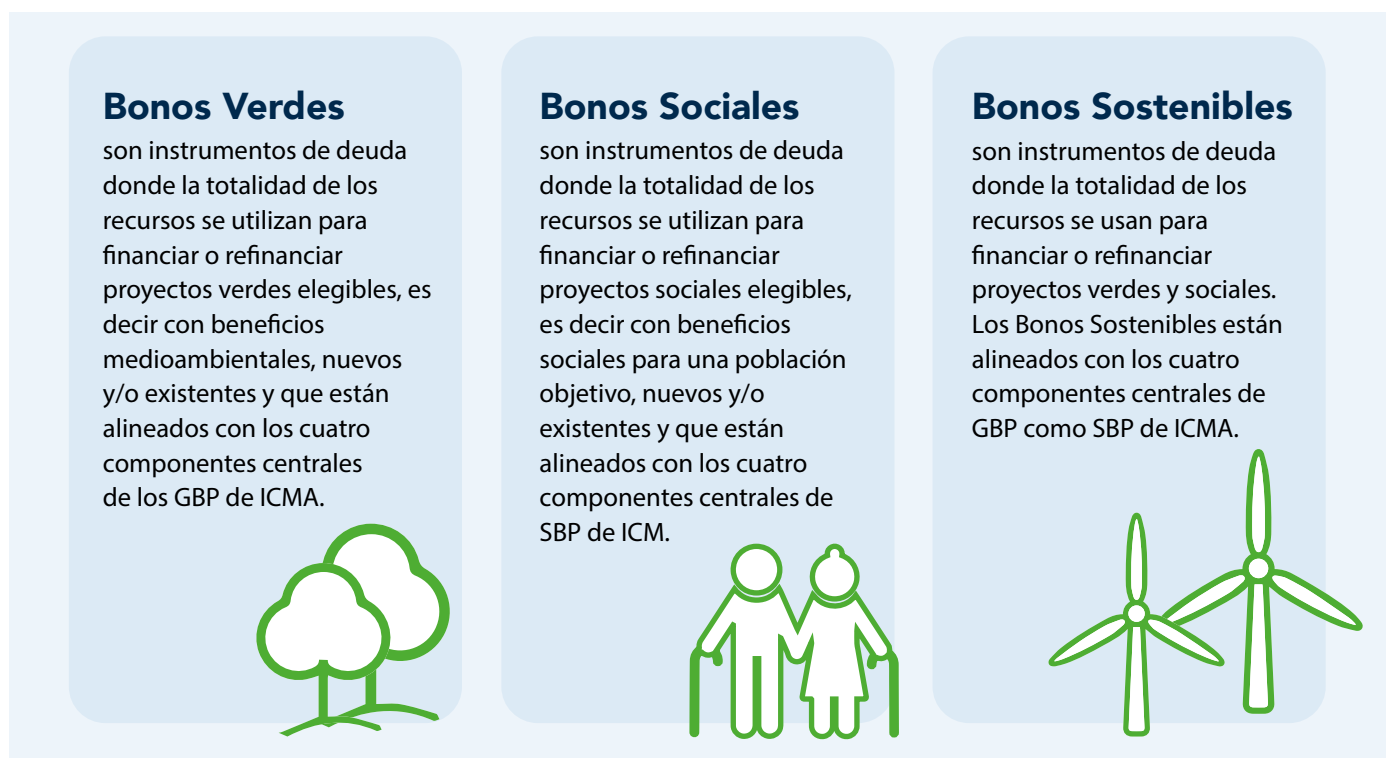 Bonos Verdes
son instrumentos de deuda
donde la totalidad de los
recursos se utilizan para
financiar o refinanciar
proyectos verdes elegibles, es
decir con beneficios
medioambientales, nuevos
y/o existentes y que están
alineados con los cuatro
componentes centrales
de los GBP de ICMA.
Bonos Sociales
son instrumentos de deuda
donde la totalidad de los
recursos se utilizan para
financiar o refinanciar
proyectos sociales elegibles,
es decir con beneficios
sociales para una población
objetivo, nuevos y/o
existentes y que están
alineados con los cuatro
componentes centrales de
SBP de ICM.
Bonos Sostenibles
son instrumentos de deuda
donde la totalidad de los
recursos se usan para
financiar o refinanciar
proyectos verdes y sociales.
Los Bonos Sostenibles están
alineados con los cuatro
componentes centrales de
GBP como SBP de ICMA.